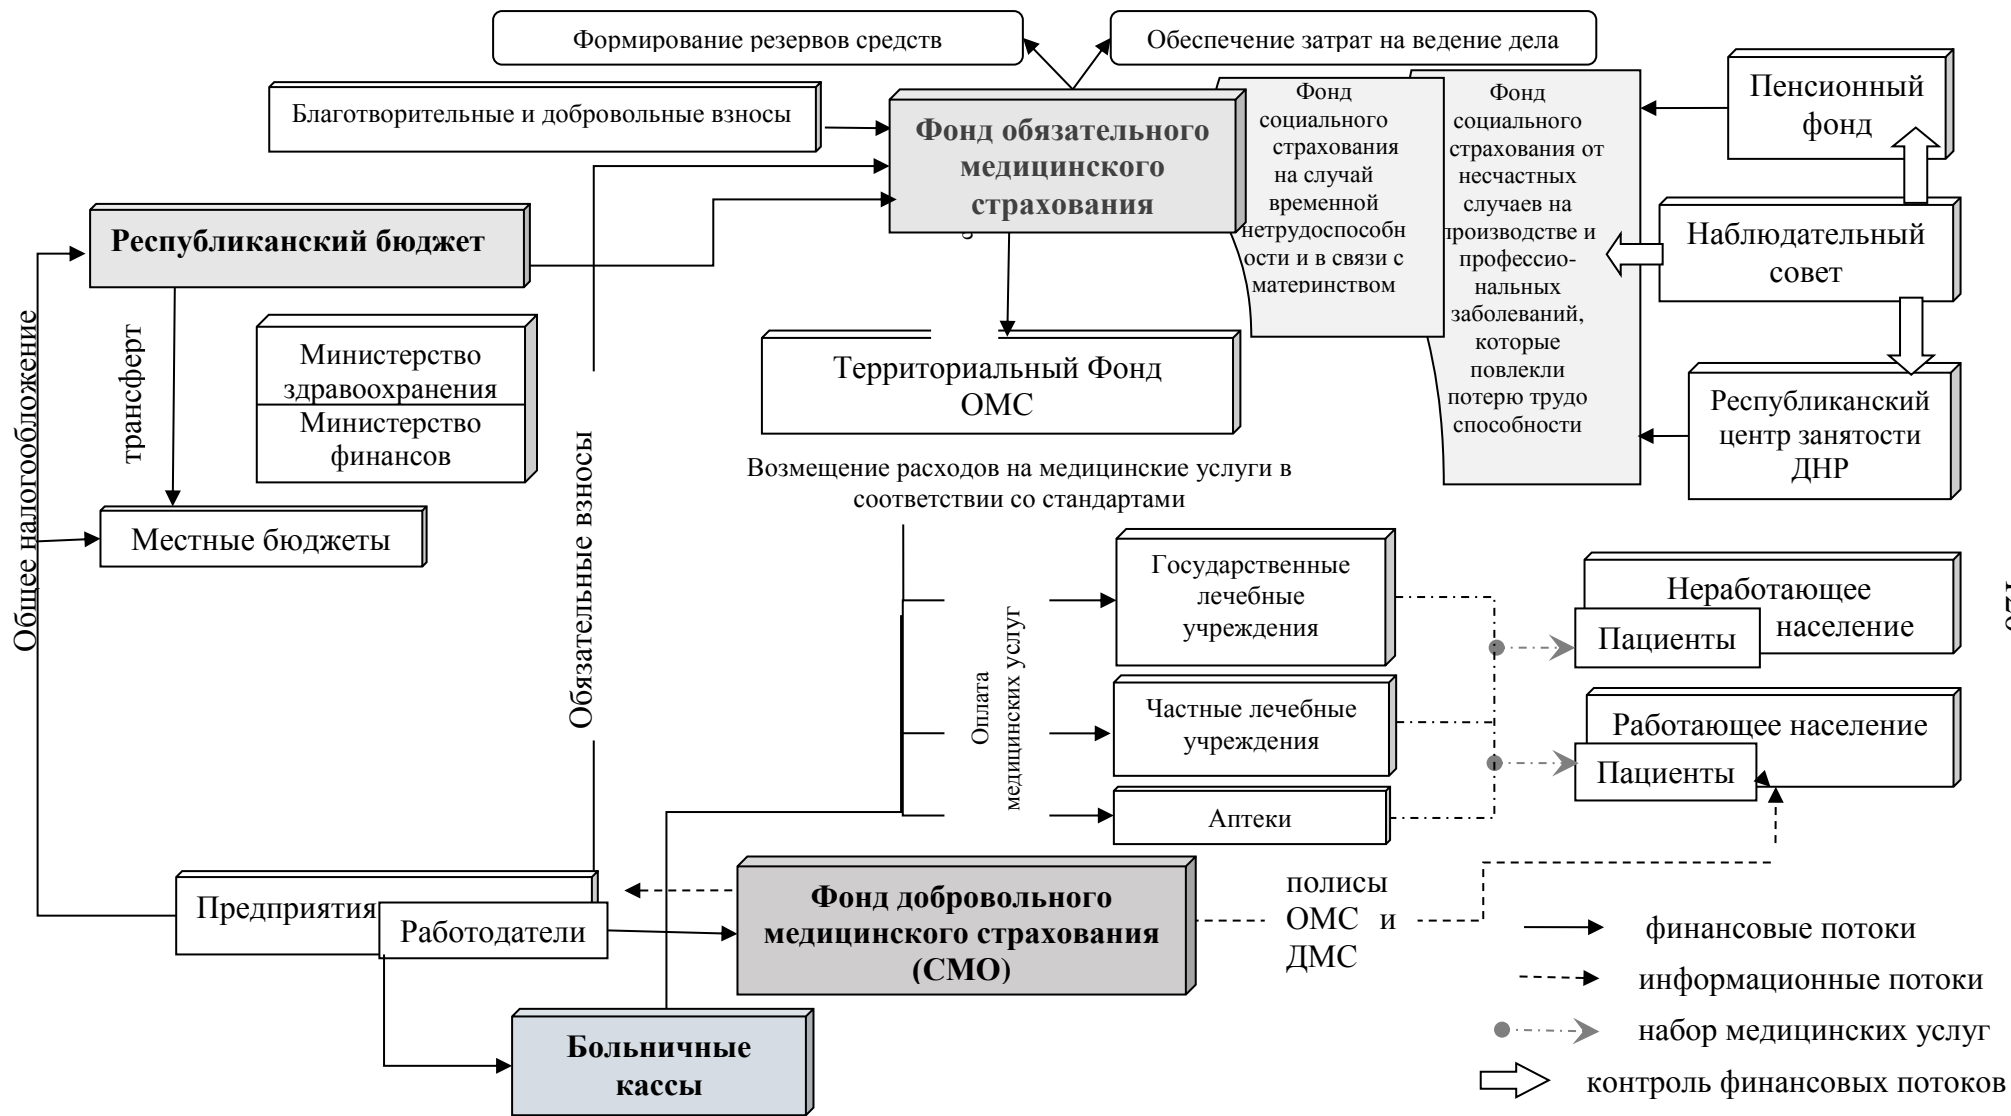 Формирование резервов средств
Обеспечение затрат на ведение дела
Благотворительные и добровольные взносы
Фонд обязательного
медицинского
страхования
Фонд
социального
страхования
на случай
временной
нетрудоспособн
ости и в связи с
материнством
Фонд
социального
страхования от
несчастных
случаев на
производстве и
профессио-
нальных
заболеваний,
которые
повлекли
потерю трудо
способности
Пенсионный
фонд
Наблюдательный
совет
Республиканский
центр занятости
ДНР
Республиканский бюджет
Общее налогообложение
трансферт
Министерство
здравоохранения
Министерство
финансов
Местные бюджеты
Обязательные взносы
Территориальный Фонд
ОМС
Возмещение расходов на медицинские услуги в
соответствии со стандартами
Оплата
медицинских услуг
Государственные
лечебные
учреждения
Частные лечебные
учреждения
Аптеки
Неработающее
население
Пациенты
Работающее население
Пациенты
Предприятия
Работодатели
Фонд добровольного
медицинского страхования
(СМО)
полисы
ОМС и
ДМС
Больничные
кассы
финансовые потоки
информационные потоки
набор медицинских услуг
контроль финансовых потоков